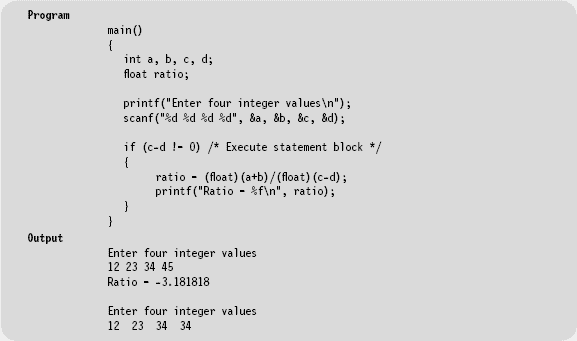 Program
main()
{
int a, b, c, d;
float ratio;
printf("Enter four integer values\n");
scanf("%d %d %d %d", &a, &b, &c, &d);
if (c-d != 0) /* Execute statement block */
{
ratio = (float)(a+b)/(float)(c-d);
printf("Ratio = %f\n", ratio);
}
}
Output
Enter four integer values
12 23 34 45
Ratio = -3.181818
Enter four integer values
12 23 34 34